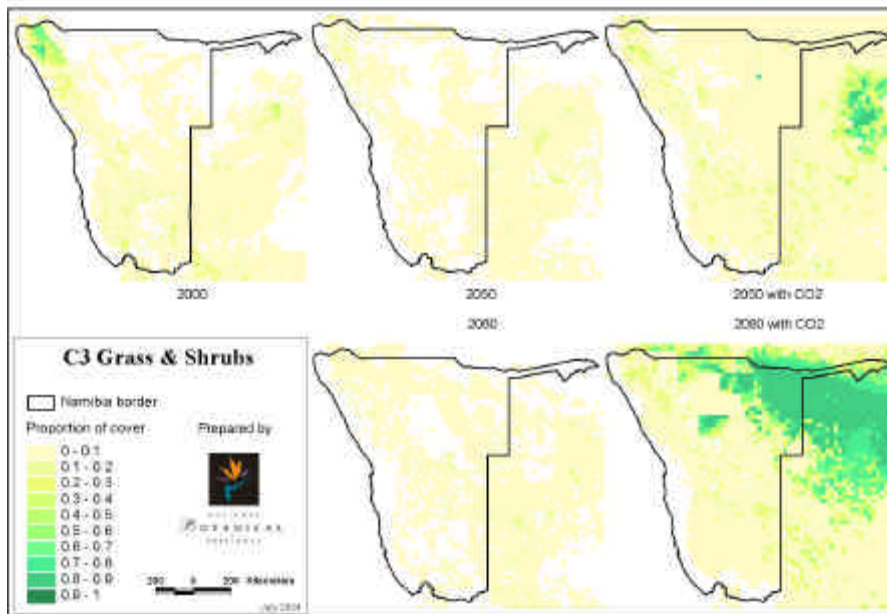 2000
2050
2050 with CO2
2080
2080 with CO2
C3 Grass & Shrubs
Namibia border
Proportion of cover
Prepared by
0 - 0.1
0.1 - 0.2
0.2 - 0.3
0.3 - 0.4
0.4 - 0.5
0.5 - 0.6
0.6 - 0.7
0.7 - 0.8
0.8 - 0.9
0.9 - 1
NATIONAL
BOTANICAL
INSTITUTE
200 0 200 Kilometers